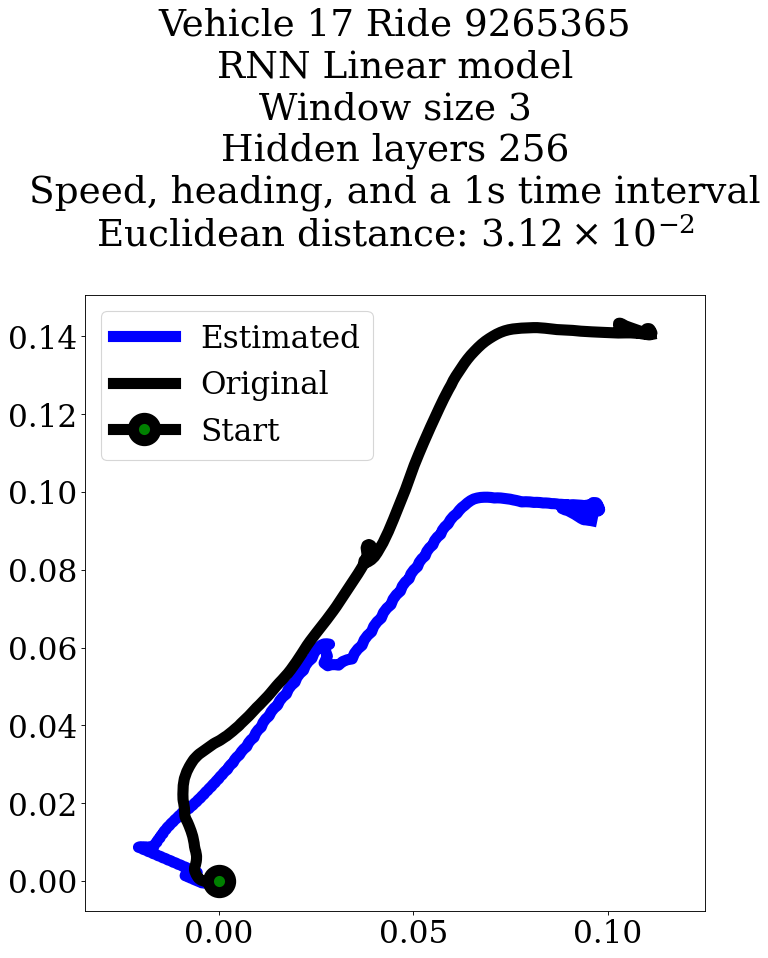 Vehicle 17 Ride 9265365
RNN Linear model
Window size 3
Hidden layers 256
Speed, heading, and a 1s time interval
Euclidean distance: 3.12 × 10⁻²
Estimated
Original
Start
0.14
0.12
0.10
0.08
0.06
0.04
0.02
0.00
0.00 0.05 0.10